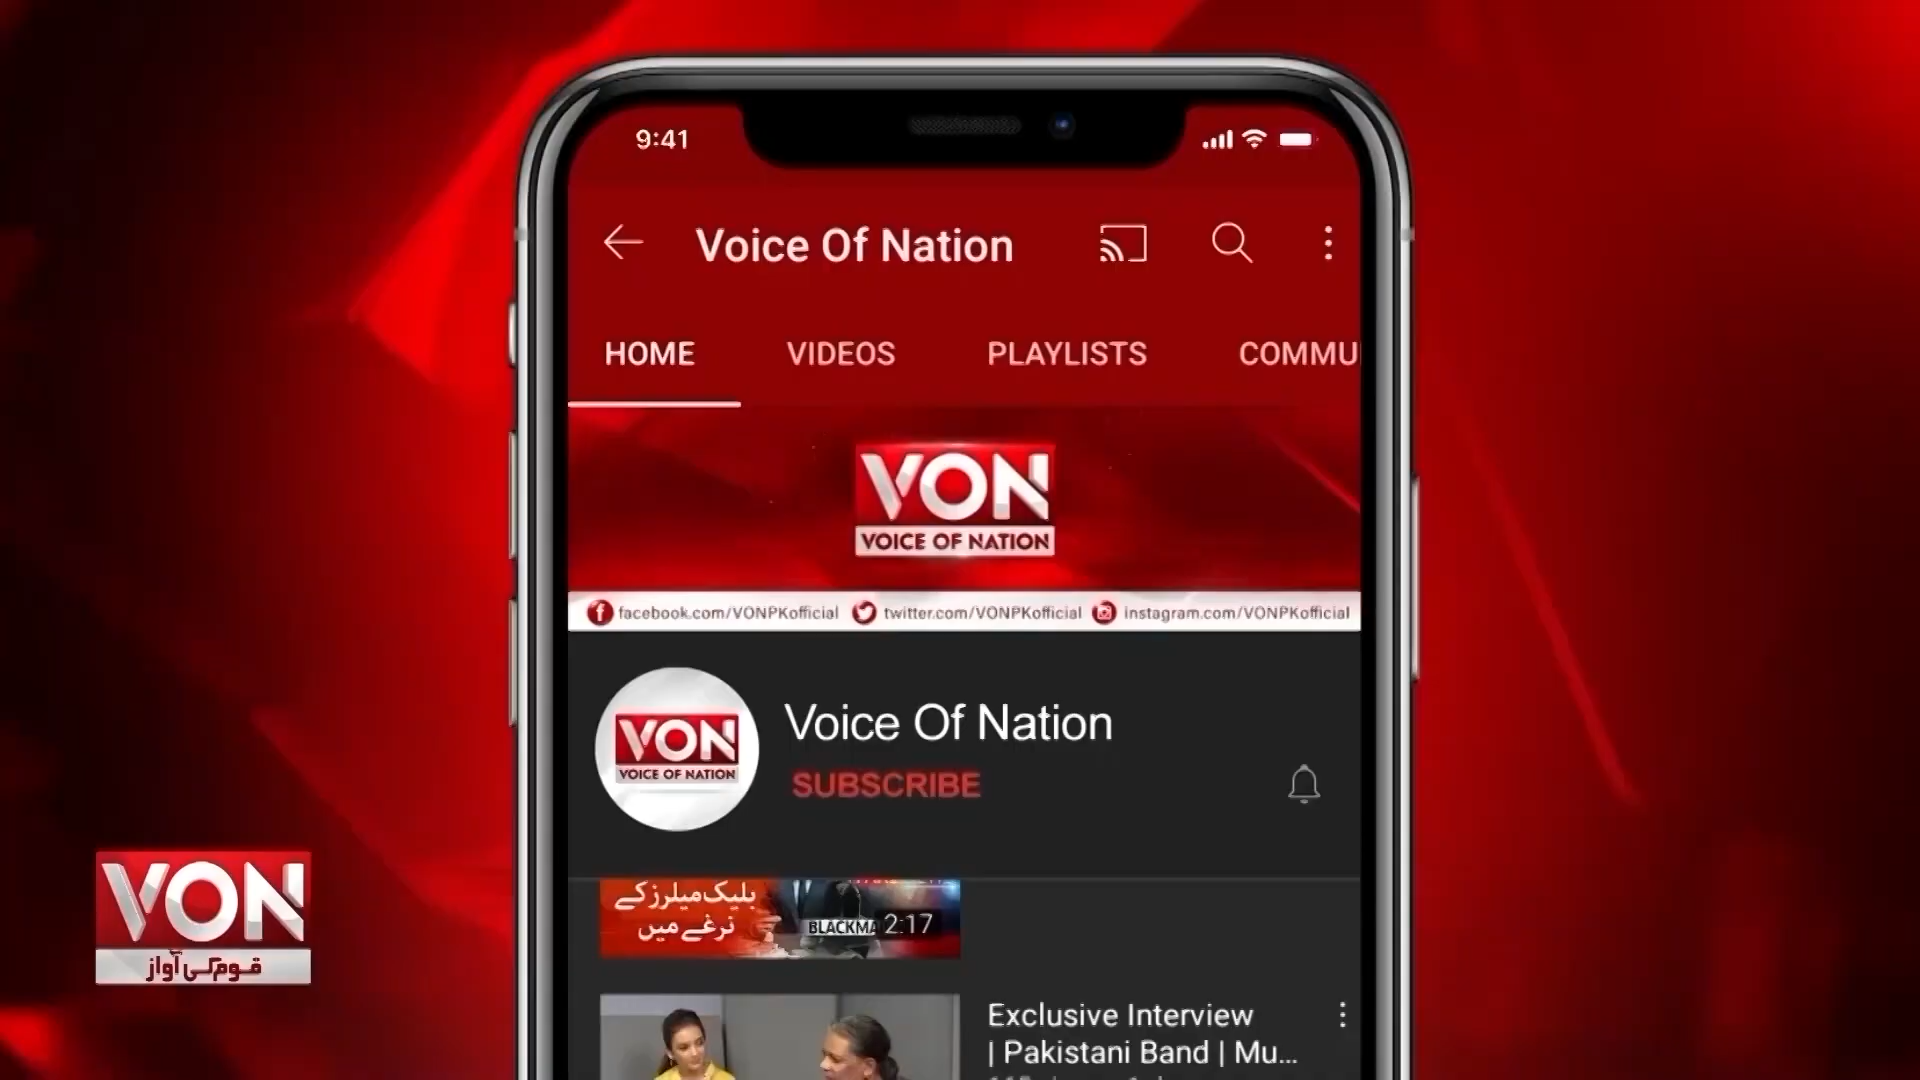 9:41
Voice Of Nation
HOME VIDEOS PLAYLISTS COMMU
VON
VOICE OF NATION
facebook.com/VONPKofficial twitter.com/VONPKofficial instagram.com/VONPKofficial
VON
VOICE OF NATION
Voice Of Nation
SUBSCRIBE
بلیک میلرز کے
نرغے میں
BLACKMA
2:17
VON
قوم کی آواز
Exclusive Interview
| Pakistani Band | Mu...